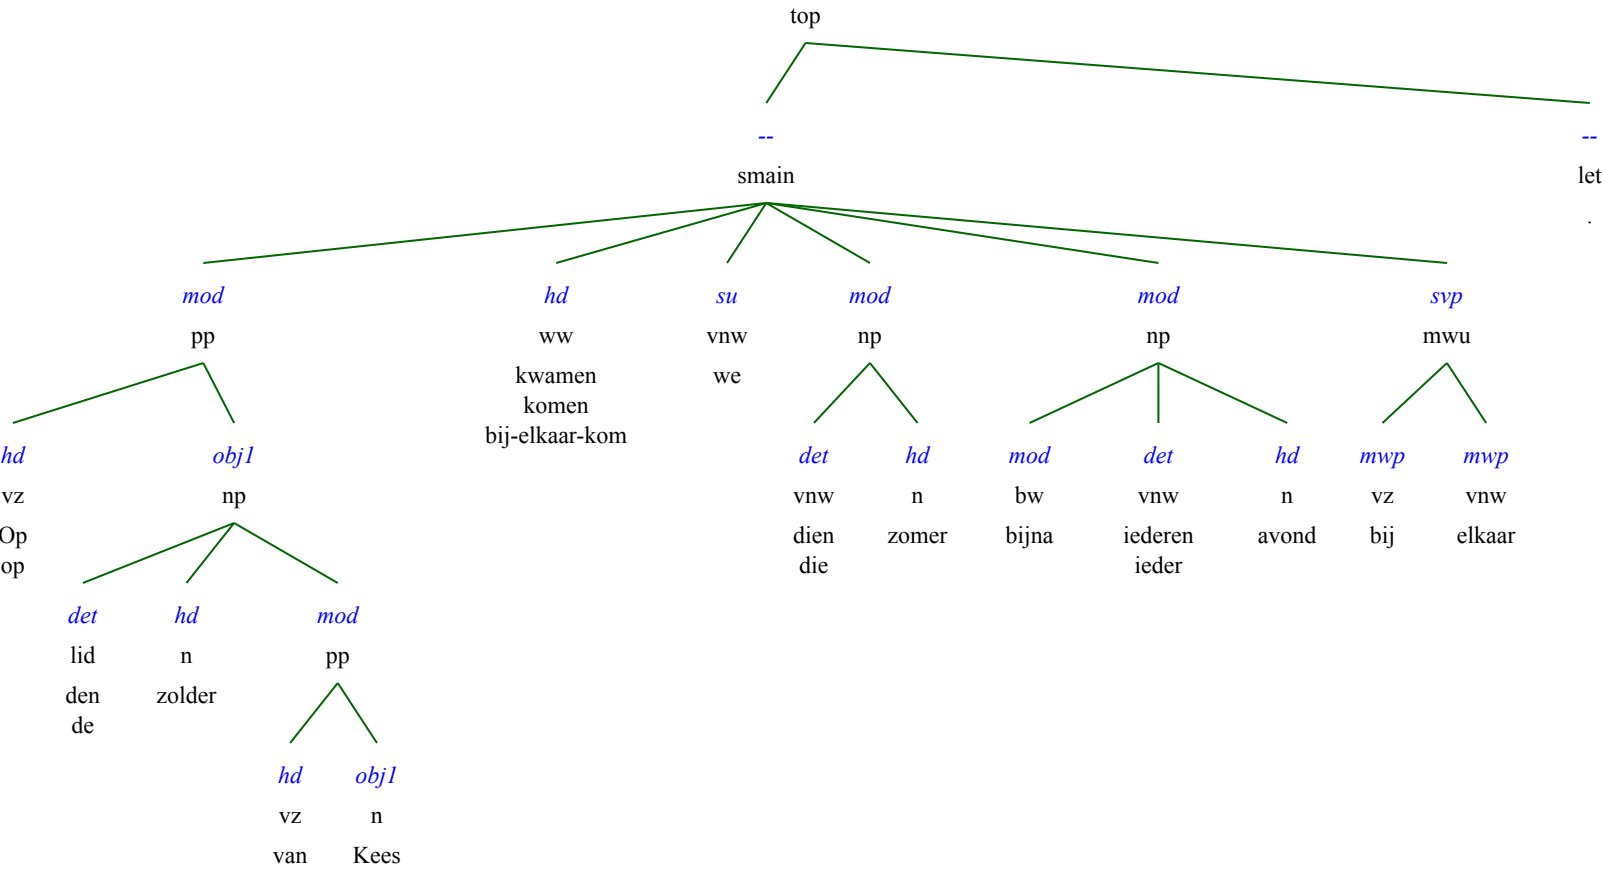 top
-- --
smain let
.
mod hd su mod mod svp
pp ww vnw np np mwu
kwamen we
komen
bij-elkaar-kom
hd obj1 det hd mod det hd mwp mwp
vz np vnw n bw vnw n vz vnw
Op dien zomer bijna iederen avond bij elkaar
op die ieder
det hd mod
lid n pp
den zolder
de
hd obj1
vz n
van Kees